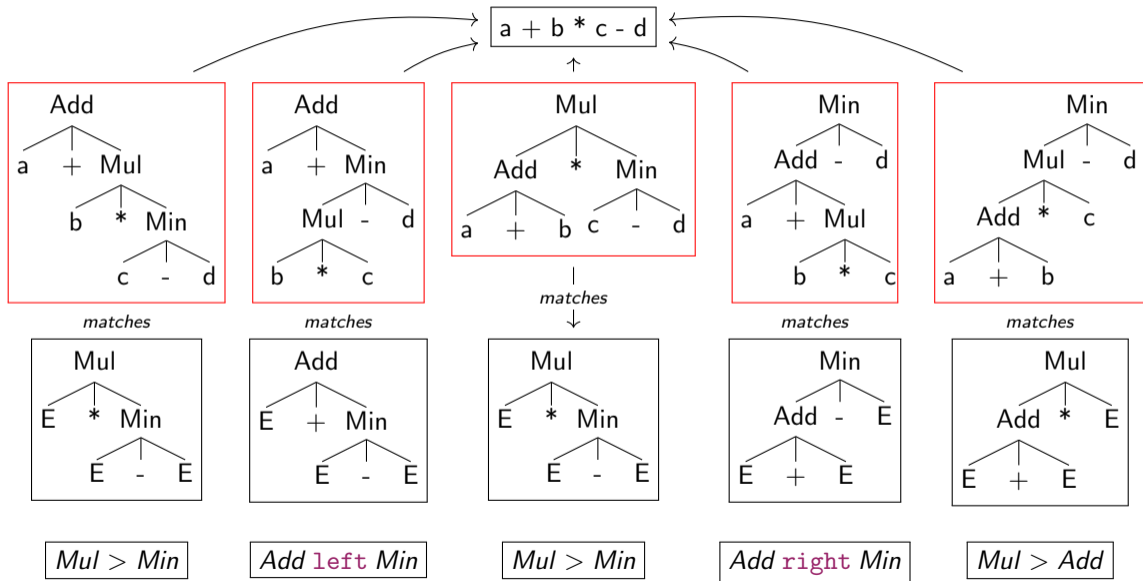 a + b * c - d
Add Add Mul Min Min
a + Mul a + Min Add * Min Add - d Mul - d
b * Min Mul - d a + b c - d a + Mul Add * c
c - d b * c b * c a + b
matches matches matches matches matches
Mul Add Mul Min Mul
E * Min E + Min E * Min Add - E Add * E
E - E E - E E - E E + E E + E
Mul > Min Add left Min Mul > Min Add right Min Mul > Add